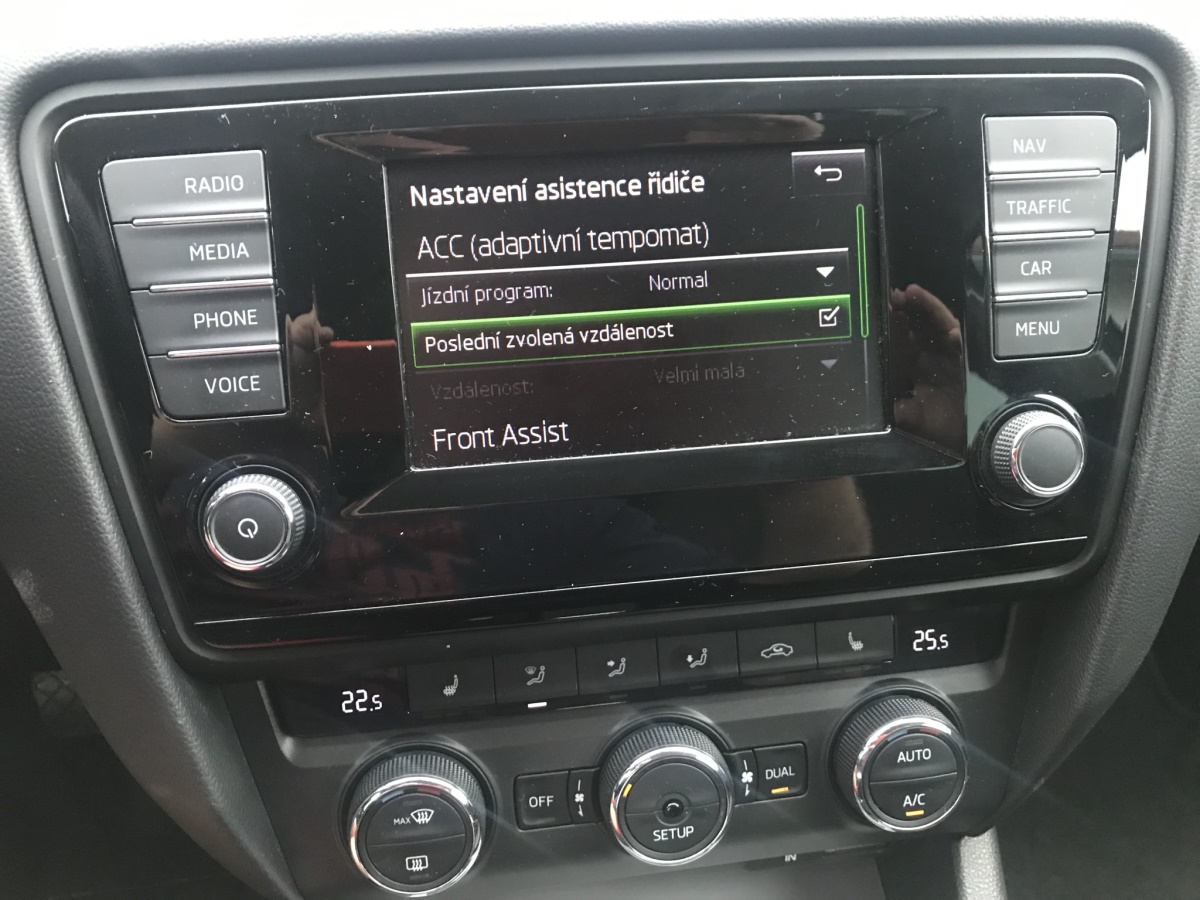 RADIO
MEDIA
PHONE
VOICE
Nastavení asistence řidiče
ACC (adaptivní tempomat)
Jízdní program: Normal
Poslední zvolená vzdálenost
Vzdálenost: Velmi malá
Front Assist
NAV
TRAFFIC
CAR
MENU
22.5
25.5
MAX
OFF
SETUP
DUAL
AUTO
A/C
IN